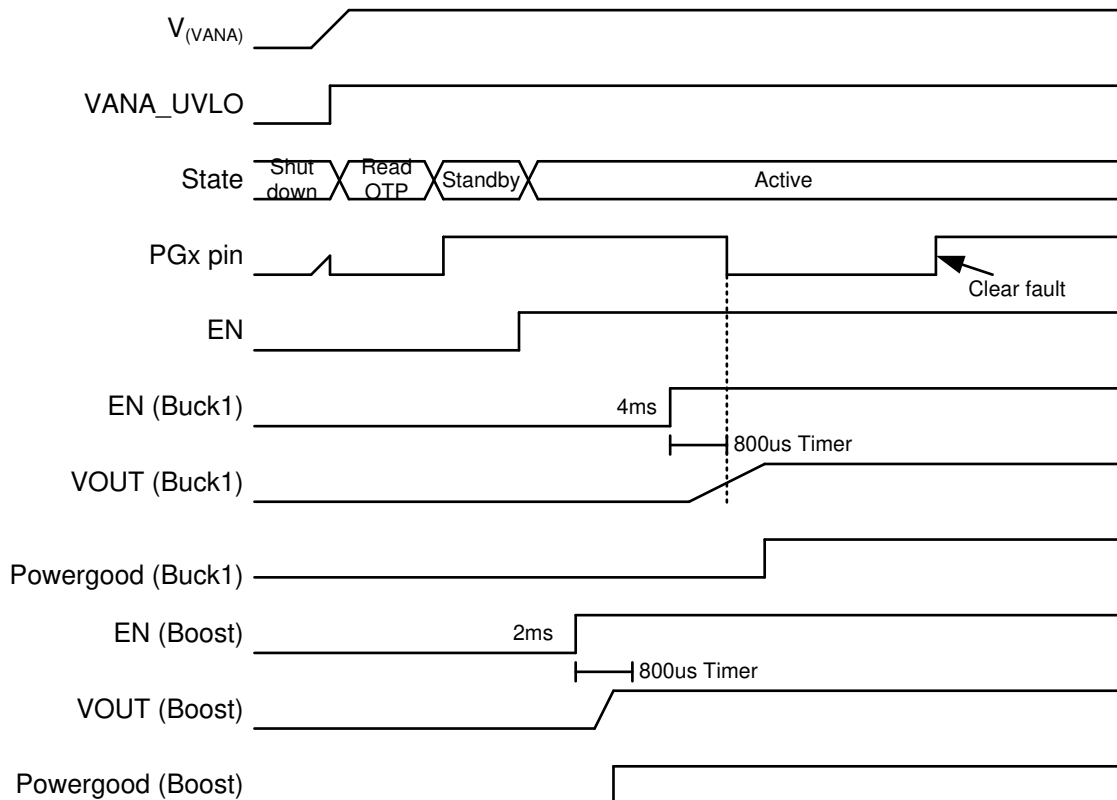 V(VANA)
VANA_UVLO
State
Shut
down
Read
OTP
Standby
Active
PGx pin
Clear fault
EN
EN (Buck1)
4ms
800us Timer
VOUT (Buck1)
Powergood (Buck1)
EN (Boost)
2ms
800us Timer
VOUT (Boost)
Powergood (Boost)